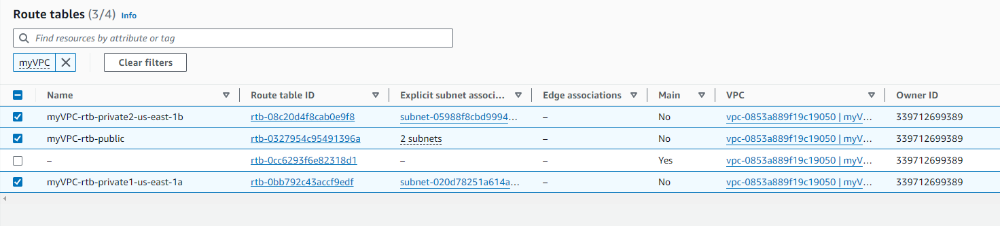 Route tables (3/4) Info
Find resources by attribute or tag
myVPC Clear filters
Name Route table ID Explicit subnet associ... Edge associations Main VPC Owner ID
myVPC-rtb-private2-us-east-1b rtb-08c20d4f8cab0e9f8 subnet-05988f8cbd9994... – No vpc-0853a889f19c19050 | myV... 339712699389
myVPC-rtb-public rtb-0327954c95491396a 2 subnets – No vpc-0853a889f19c19050 | myV... 339712699389
– rtb-0cc6293f6e82318d1 – – Yes vpc-0853a889f19c19050 | myV... 339712699389
myVPC-rtb-private1-us-east-1a rtb-0bb792c43accf9edf subnet-020d78251a614a... – No vpc-0853a889f19c19050 | myV... 339712699389